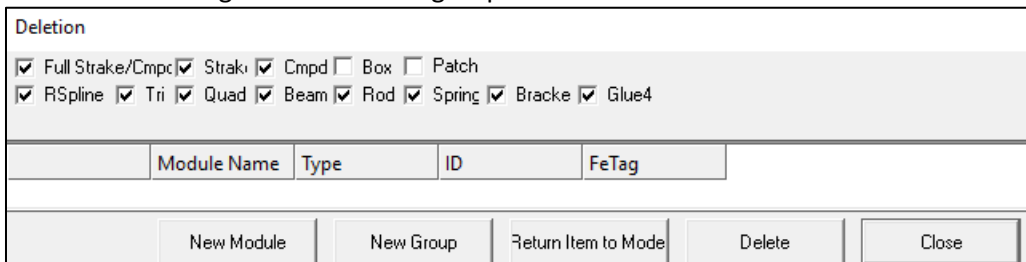 Deletion
Full Strake/Cmpc Strak Cmpd Box Patch
RSpline Tri Quad Beam Rod Spring Bracke Glue4
Module Name Type ID FeTag
New Module New Group Return Item to Model Delete Close